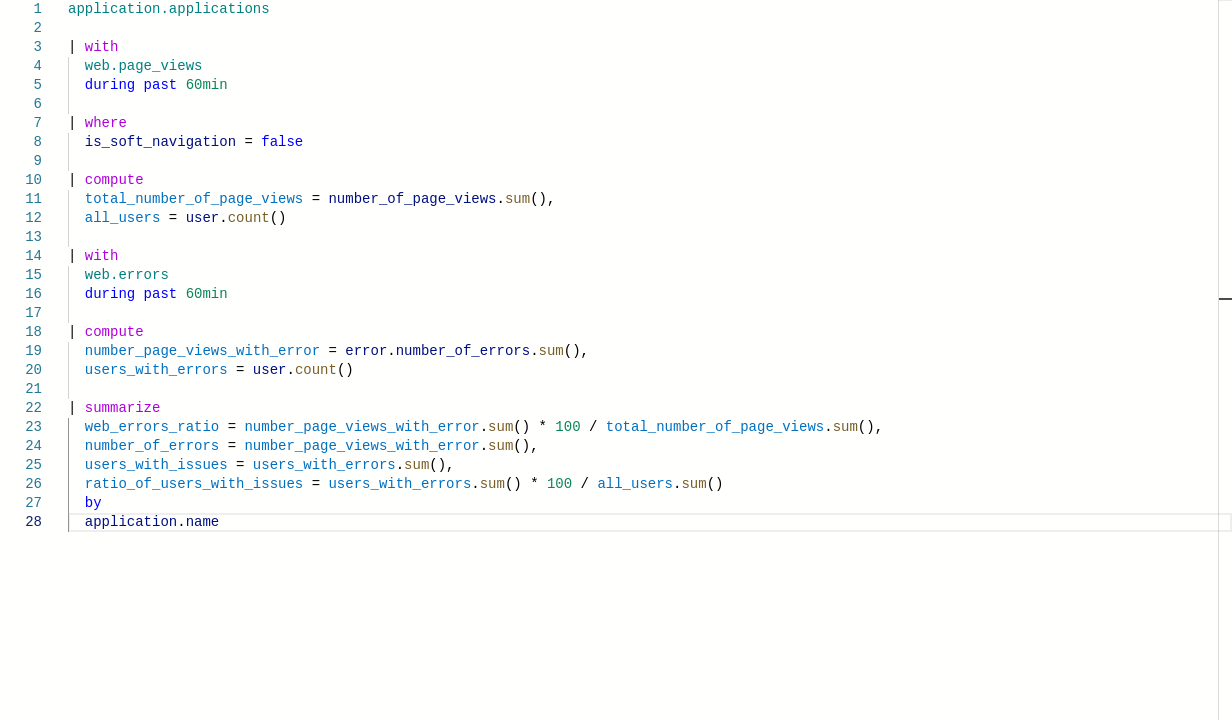 1 application.applications
2
3 | with
4 web.page_views
5 during past 60min
6
7 | where
8 is_soft_navigation = false
9
10 | compute
11 total_number_of_page_views = number_of_page_views.sum(),
12 all_users = user.count()
13
14 | with
15 web.errors
16 during past 60min
17
18 | compute
19 number_page_views_with_error = error.number_of_errors.sum(),
20 users_with_errors = user.count()
21
22 | summarize
23 web_errors_ratio = number_page_views_with_error.sum() * 100 / total_number_of_page_views.sum(),
24 number_of_errors = number_page_views_with_error.sum(),
25 users_with_issues = users_with_errors.sum(),
26 ratio_of_users_with_issues = users_with_errors.sum() * 100 / all_users.sum()
27 by
28 application.name